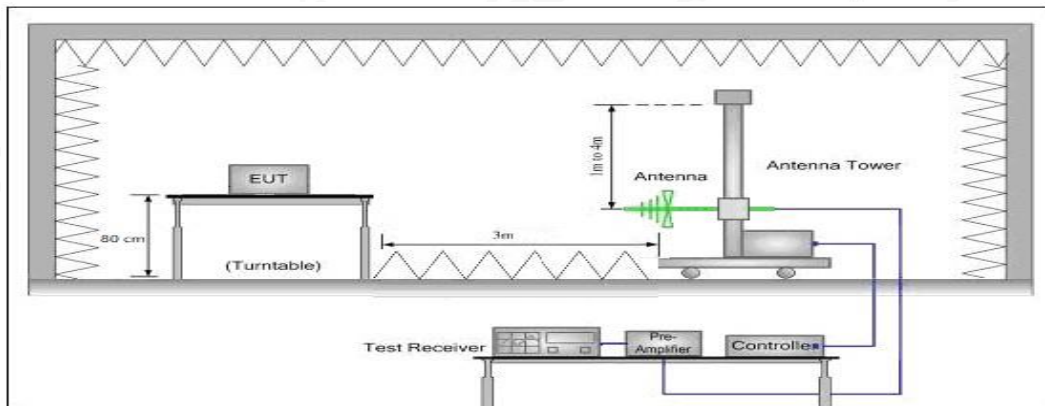 EUT
80 cm
(Turntable)
3m
1m to 4m
Antenna
Antenna Tower
Test Receiver
Pre-
Amplifier
Controller